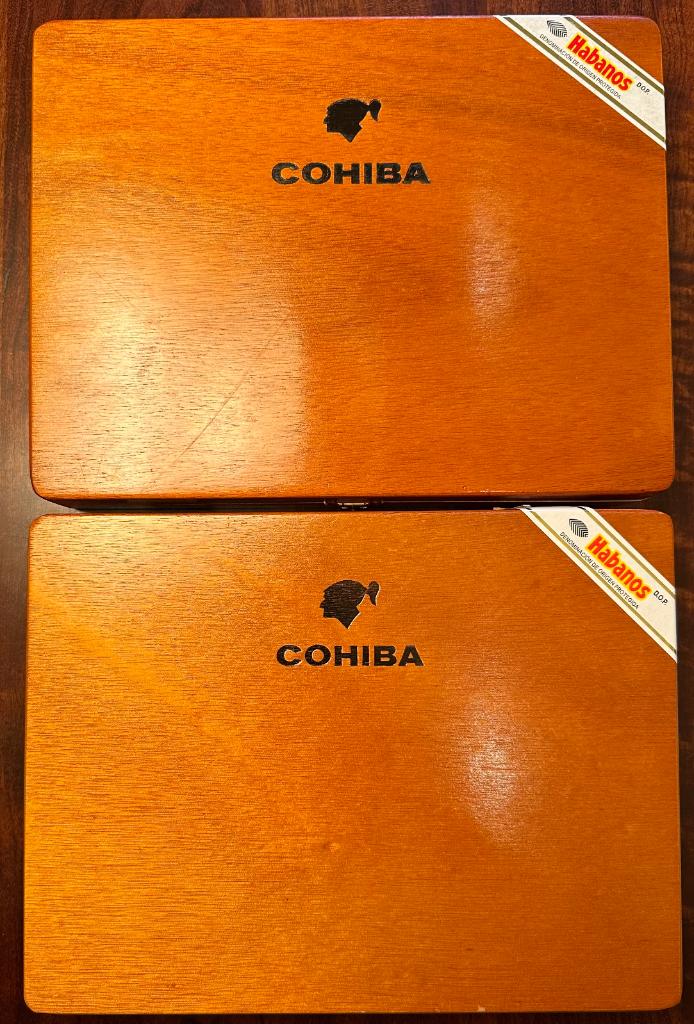 Habanos D.O.P.
DENOMINACIÓN DE ORIGEN PROTEGIDA
COHIBA
Habanos D.O.P.
DENOMINACIÓN DE ORIGEN PROTEGIDA
COHIBA